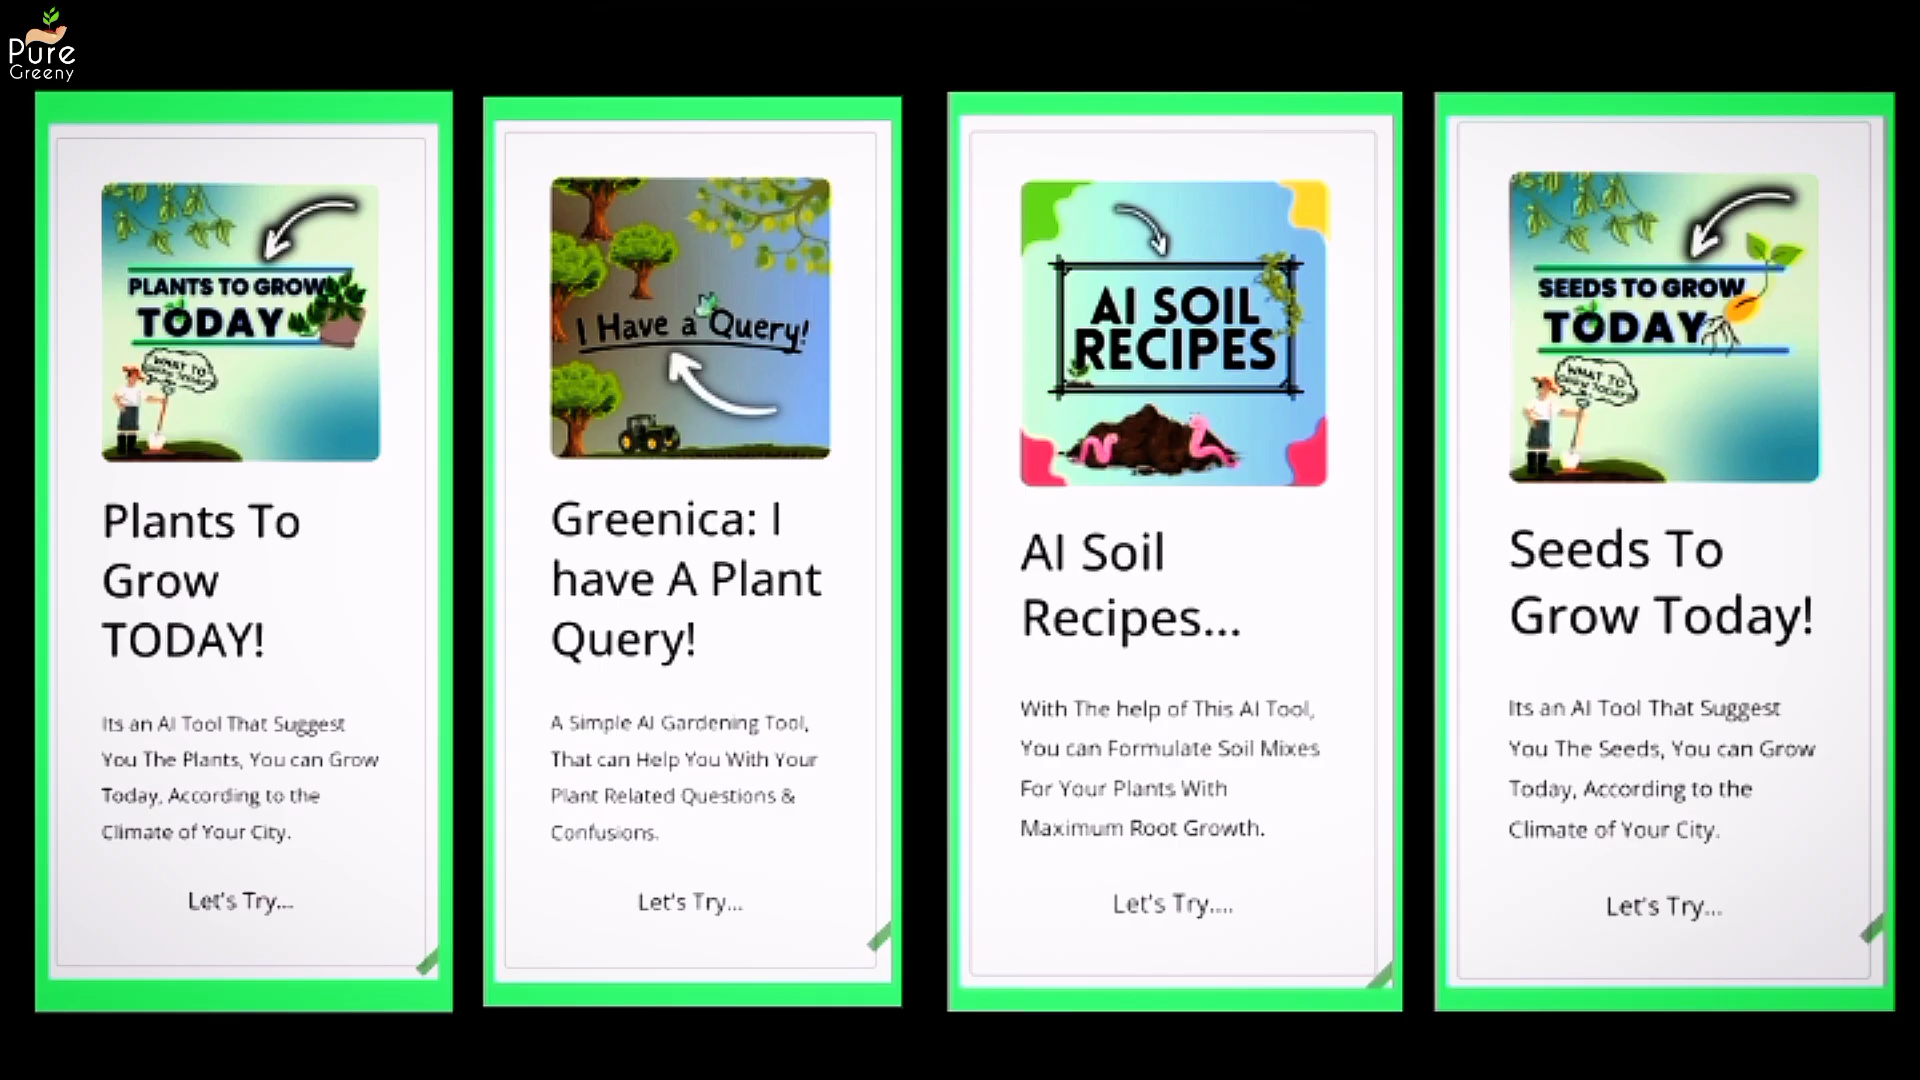 Pure
Greeny
PLANTS TO GROW
TODAY
WHAT TO
Plants To
Grow
TODAY!
Its an AI Tool That Suggest
You The Plants, You can Grow
Today, According to the
Climate of Your City.
Let's Try...
I Have a Query!
Greenica: I
have A Plant
Query!
A Simple AI Gardening Tool,
That can Help You With Your
Plant Related Questions &
Confusions.
Let's Try...
AI SOIL
RECIPES
AI Soil
Recipes...
With The help of This AI Tool,
You can Formulate Soil Mixes
For Your Plants With
Maximum Root Growth.
Let's Try....
SEEDS TO GROW
TODAY
WHAT TO
Seeds To
Grow Today!
Its an AI Tool That Suggest
You The Seeds, You can Grow
Today, According to the
Climate of Your City.
Let's Try...